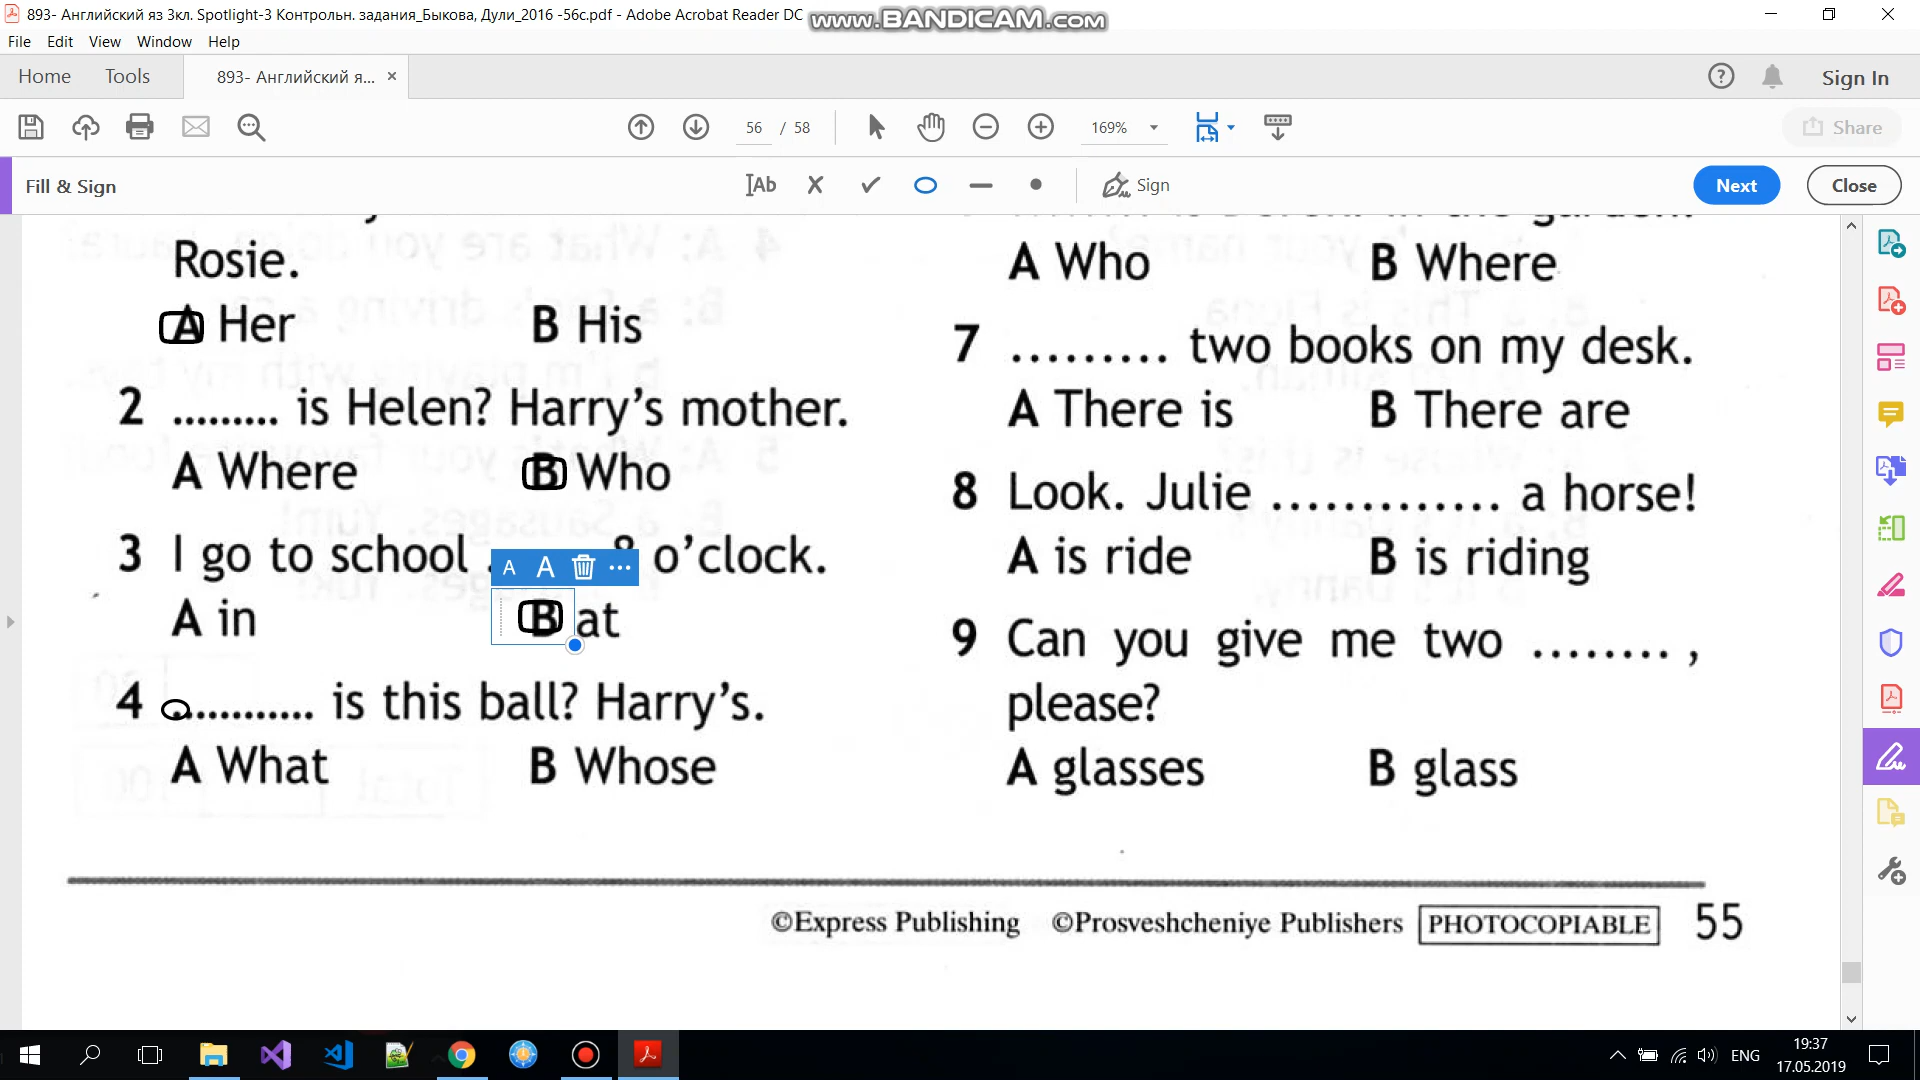 893- Английский яз 3кл. Spotlight-3 Контрольн. задания_Быкова, Дули_2016 -56с.pdf - Adobe Acrobat Reader DC
www.BANDICAM.com
File Edit View Window Help
Home Tools 893- Английский я... × Sign In
56 / 58 169% Share
Fill & Sign Ab Sign Next Close
Rosie.
A Her B His
2 ......... is Helen? Harry's mother.
A Where B Who
3 I go to school 8 o'clock.
A A ...
A in B at
4 ............ is this ball? Harry's.
A What B Whose
A Who B Where
7 ......... two books on my desk.
A There is B There are
8 Look. Julie ............. a horse!
A is ride B is riding
9 Can you give me two ........ ,
please?
A glasses B glass
©Express Publishing ©Prosveshcheniye Publishers PHOTOCOPIABLE 55
ENG 19:37
17.05.2019